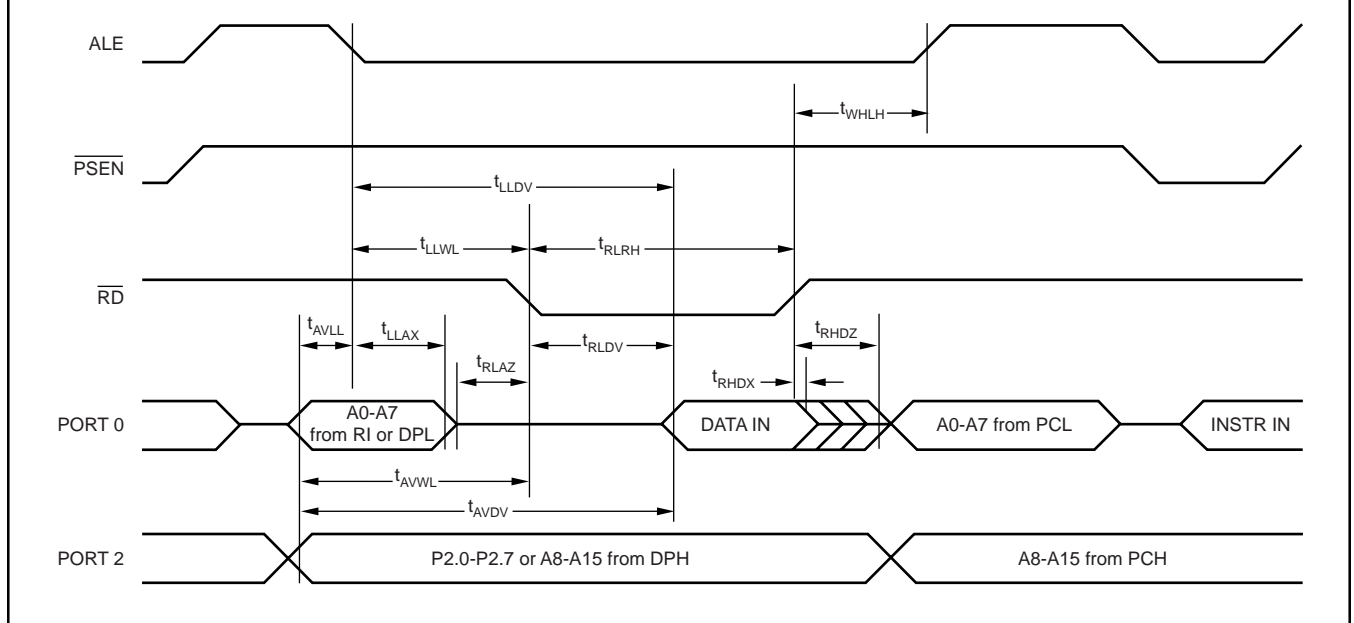 ALE
tWHLH
PSEN
tLLDV
tLLWL
tRLRH
RD
tAVLL
tLLAX
tRLAZ
tRLDV
tRHDZ
tRHDX
PORT 0
A0-A7
from RI or DPL
DATA IN
A0-A7 from PCL
INSTR IN
tAVWL
tAVDV
PORT 2
P2.0-P2.7 or A8-A15 from DPH
A8-A15 from PCH